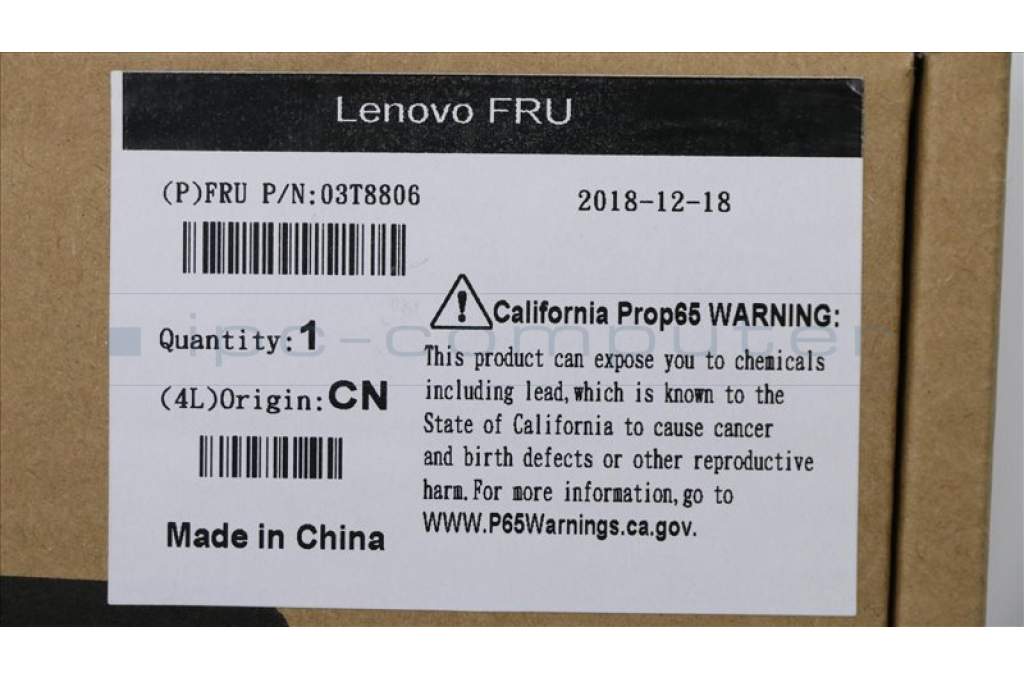 Lenovo FRU
(P)FRU P/N:03T8806
2018-12-18
Quantity:1
(4L)Origin:CN
Made in China
California Prop65 WARNING:
This product can expose you to chemicals
including lead,which is known to the
State of California to cause cancer
and birth defects or other reproductive
harm.For more information,go to
WWW.P65Warnings.ca.gov.
ipc-computer